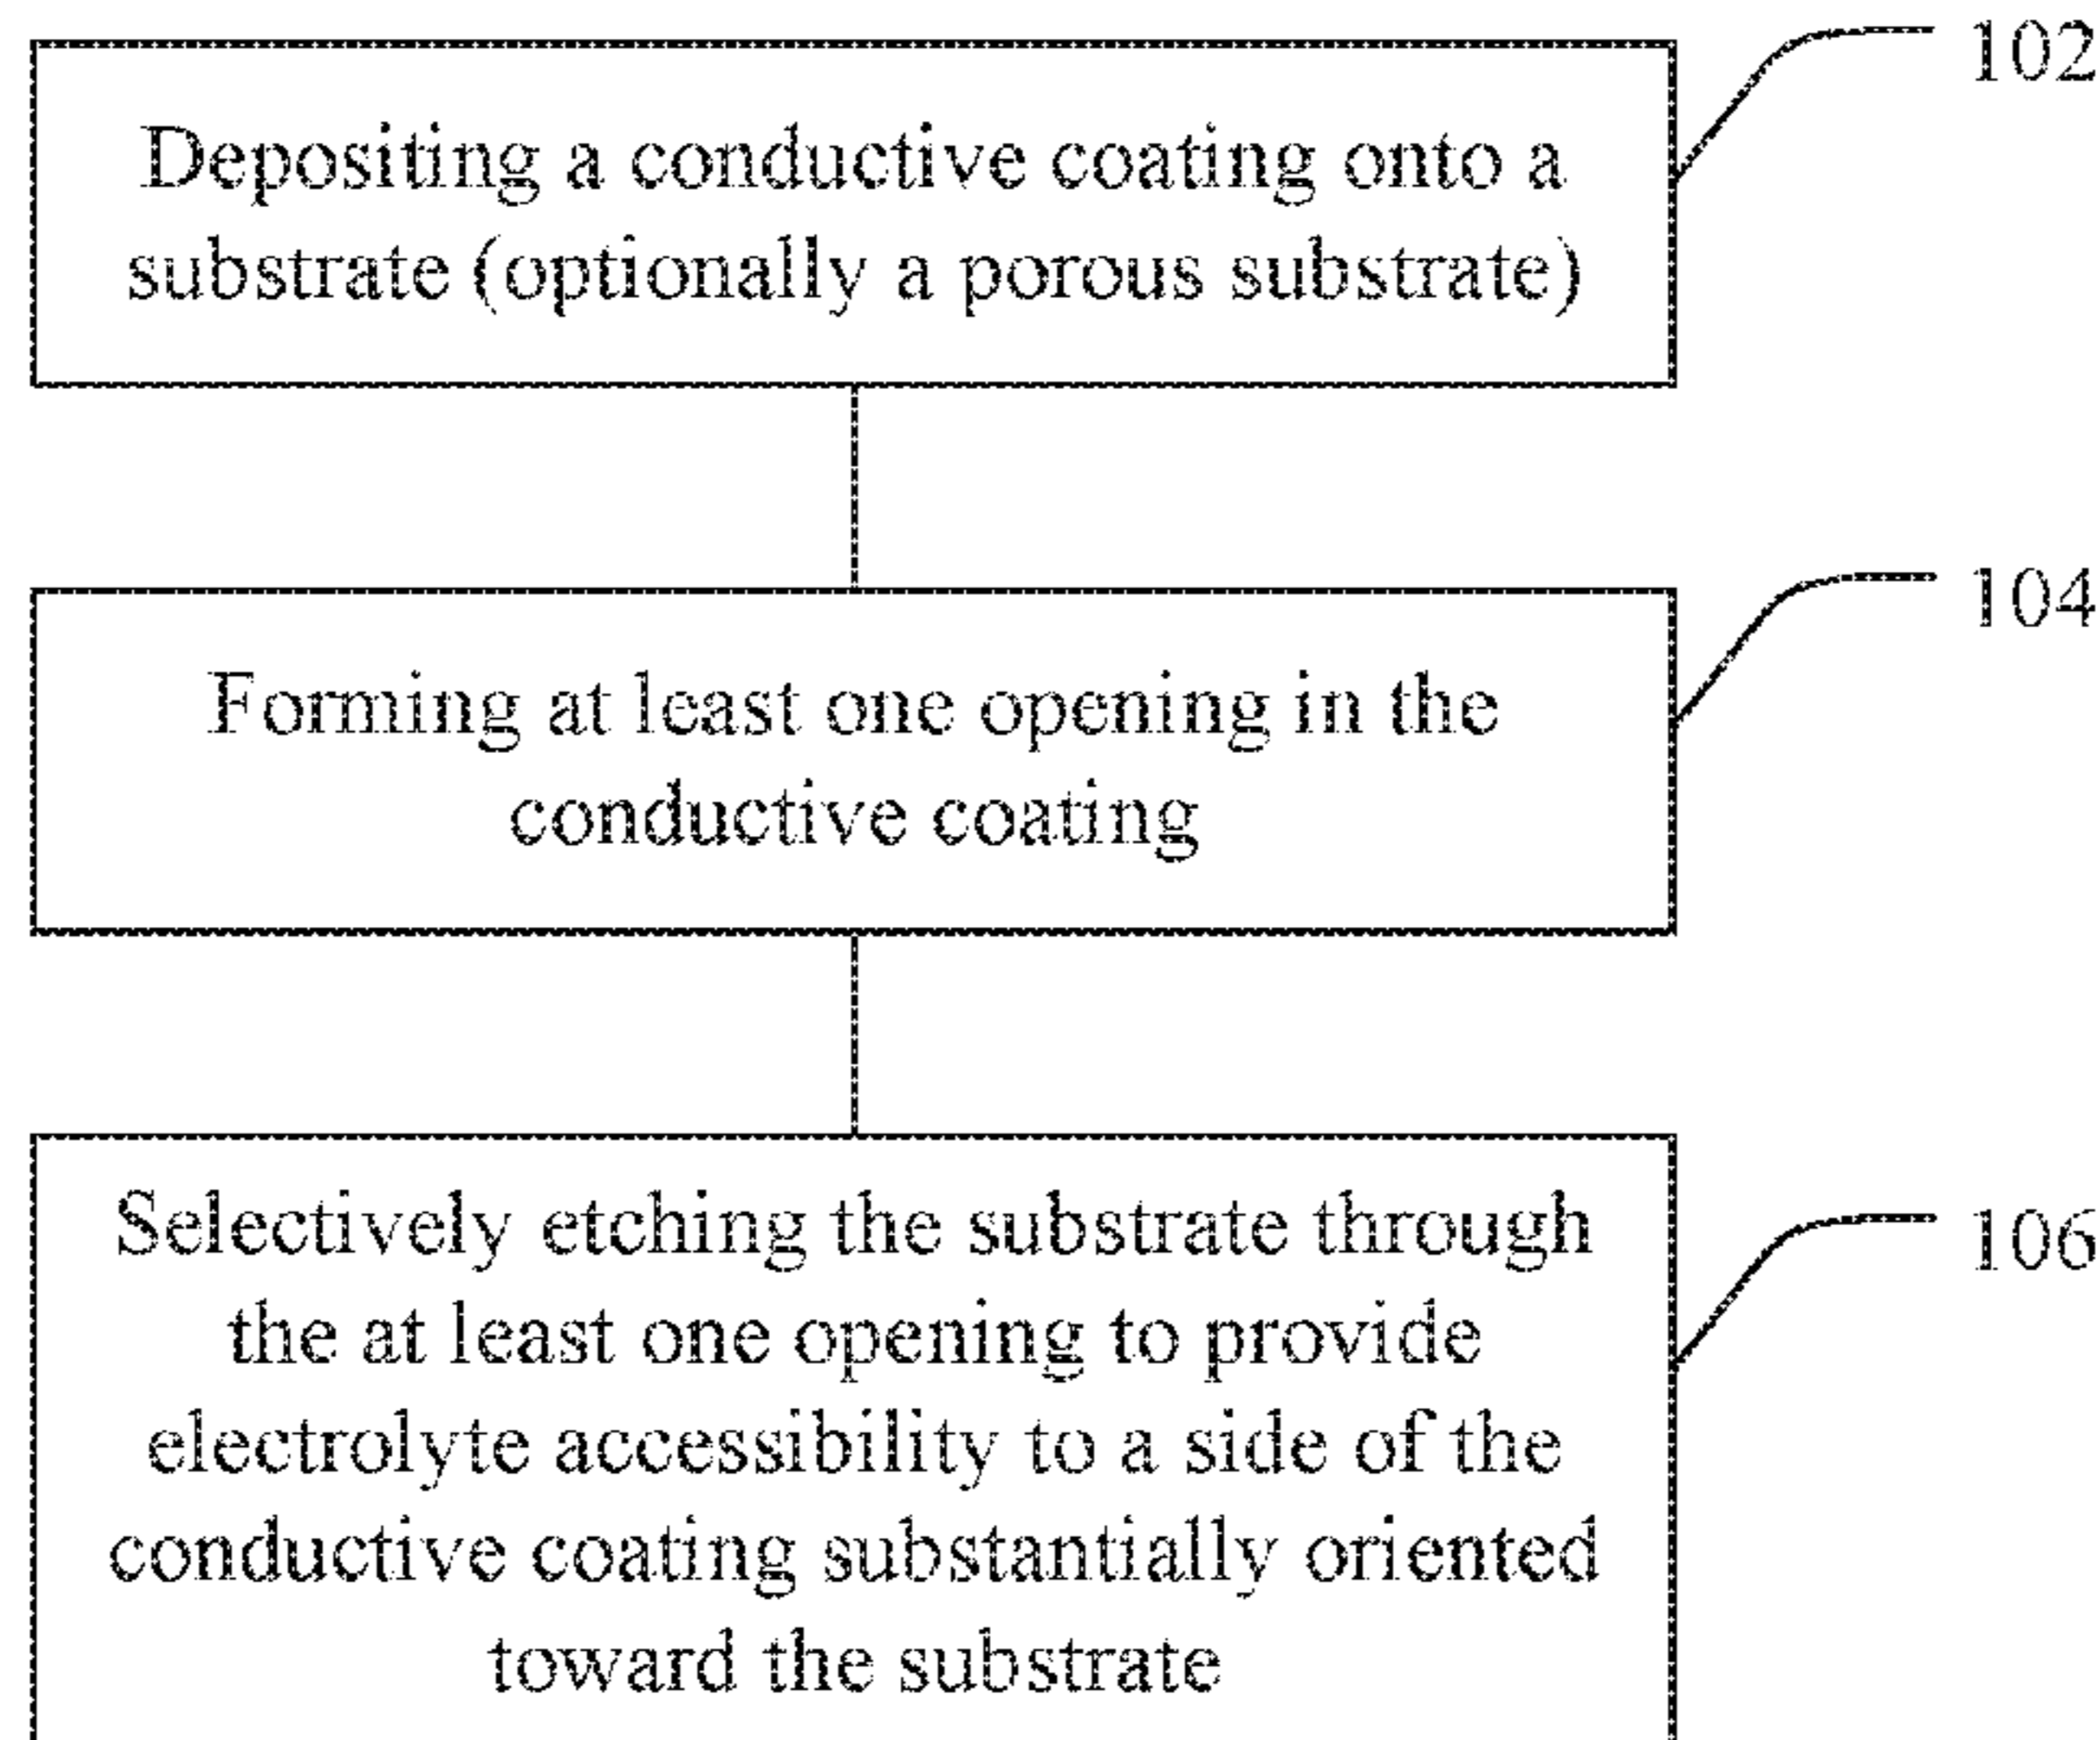 102
Depositing a conductive coating onto a
substrate (optionally a porous substrate)
104
Forming at least one opening in the
conductive coating
106
Selectively etching the substrate through
the at least one opening to provide
electrolyte accessibility to a side of the
conductive coating substantially oriented
toward the substrate